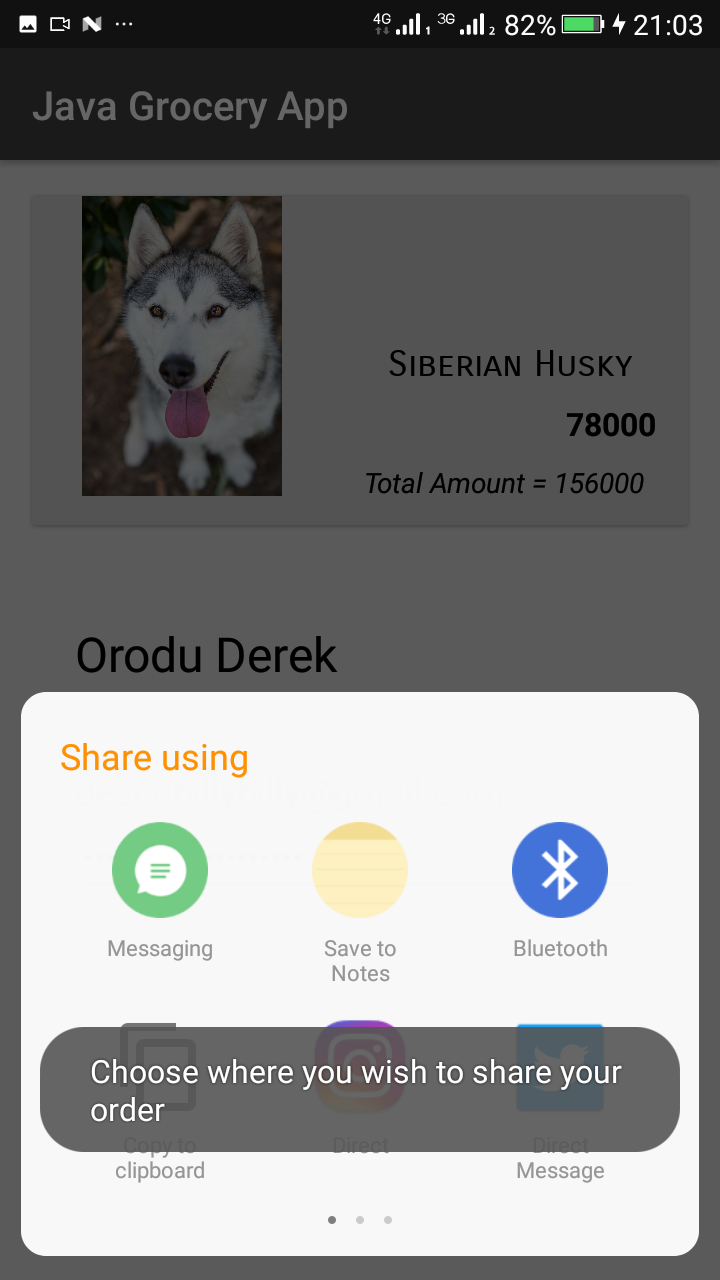 4G 1 3G 2 82% 21:03
Java Grocery App
Siberian Husky
78000
Total Amount = 156000
Orodu Derek
Share using
Messaging
Save to
Notes
Bluetooth
Choose where you wish to share your
order
Copy to
clipboard
Direct
Direct
Message